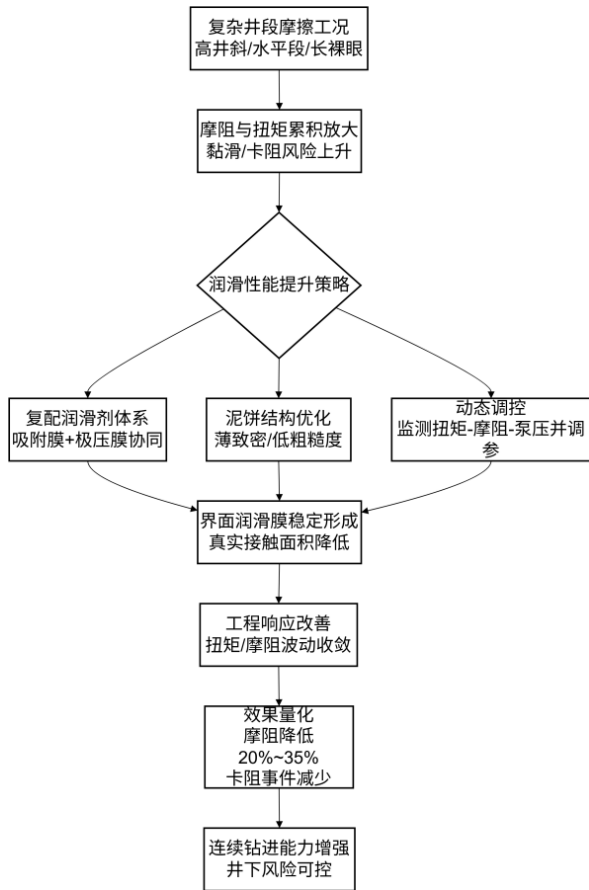 复杂井段摩擦工况
高井斜/水平段/长裸眼
摩阻与扭矩累积放大
黏滑/卡阻风险上升
润滑性能提升策略
复配润滑剂体系
吸附膜+极压膜协同
泥饼结构优化
薄致密/低粗糙度
动态调控
监测扭矩-摩阻-泵压并调
参
界面润滑膜稳定形成
真实接触面积降低
工程响应改善
扭矩/摩阻波动收敛
效果量化
摩阻降低
20%~35%
卡阻事件减少
连续钻进能力增强
井下风险可控